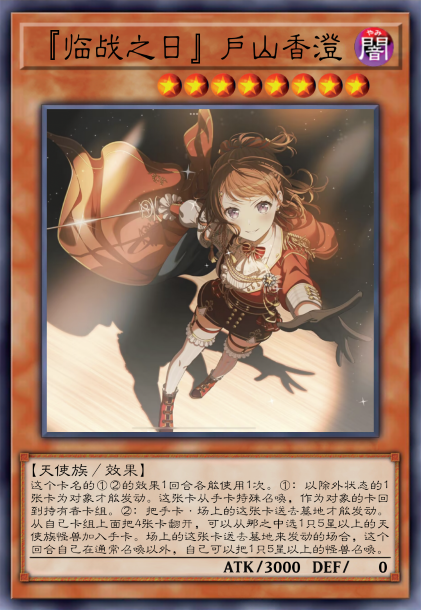 『临战之日』戶山香澄
やみ
闇
【天使族／效果】
这个卡名的①②的效果1回合各能使用1次。①：以除外状态的1
张卡为对象才能发动。这张卡从手卡特殊召唤，作为对象的卡回
到持有者卡组。②：把手卡·场上的这张卡送去墓地才能发动。
从自己卡组上面把4张卡翻开，可以从那之中选1只5星以上的天
使族怪兽加入手卡。场上的这张卡送去墓地来发动的场合，这个
回合自己在通常召唤以外，自己可以把1只5星以上的怪兽召唤。
ATK/3000 DEF/ 0